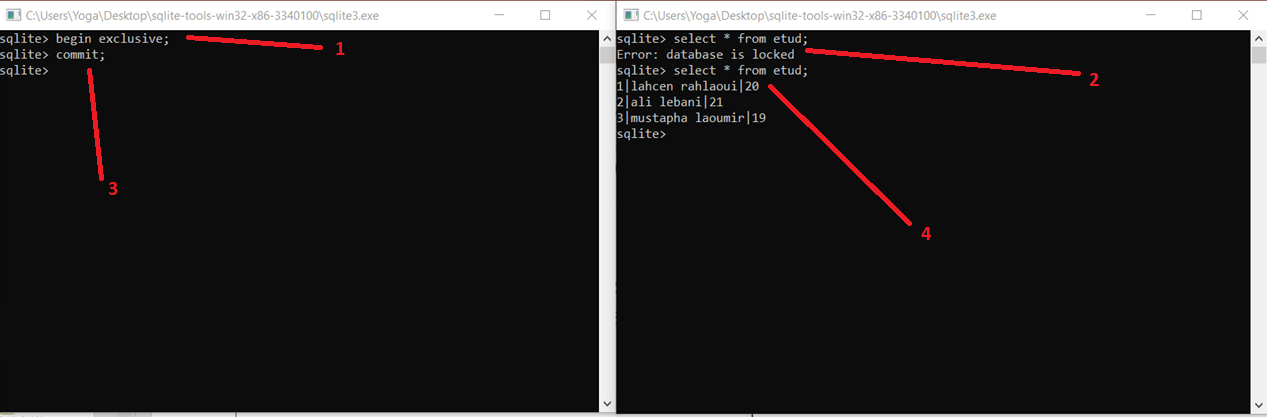 C:\Users\Yoga\Desktop\sqlite-tools-win32-x86-3340100\sqlite3.exe
sqlite> begin exclusive;
sqlite> commit;
sqlite>
1
3
C:\Users\Yoga\Desktop\sqlite-tools-win32-x86-3340100\sqlite3.exe
sqlite> select * from etud;
Error: database is locked
sqlite> select * from etud;
1|lahcen rahlaoui|20
2|ali lebani|21
3|mustapha laoumir|19
sqlite>
2
4